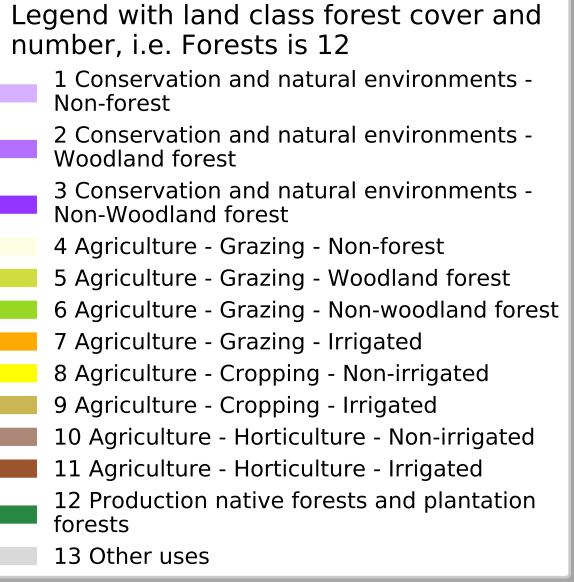 Legend with land class forest cover and
number, i.e. Forests is 12
1 Conservation and natural environments -
Non-forest
2 Conservation and natural environments -
Woodland forest
3 Conservation and natural environments -
Non-Woodland forest
4 Agriculture - Grazing - Non-forest
5 Agriculture - Grazing - Woodland forest
6 Agriculture - Grazing - Non-woodland forest
7 Agriculture - Grazing - Irrigated
8 Agriculture - Cropping - Non-irrigated
9 Agriculture - Cropping - Irrigated
10 Agriculture - Horticulture - Non-irrigated
11 Agriculture - Horticulture - Irrigated
12 Production native forests and plantation
forests
13 Other uses